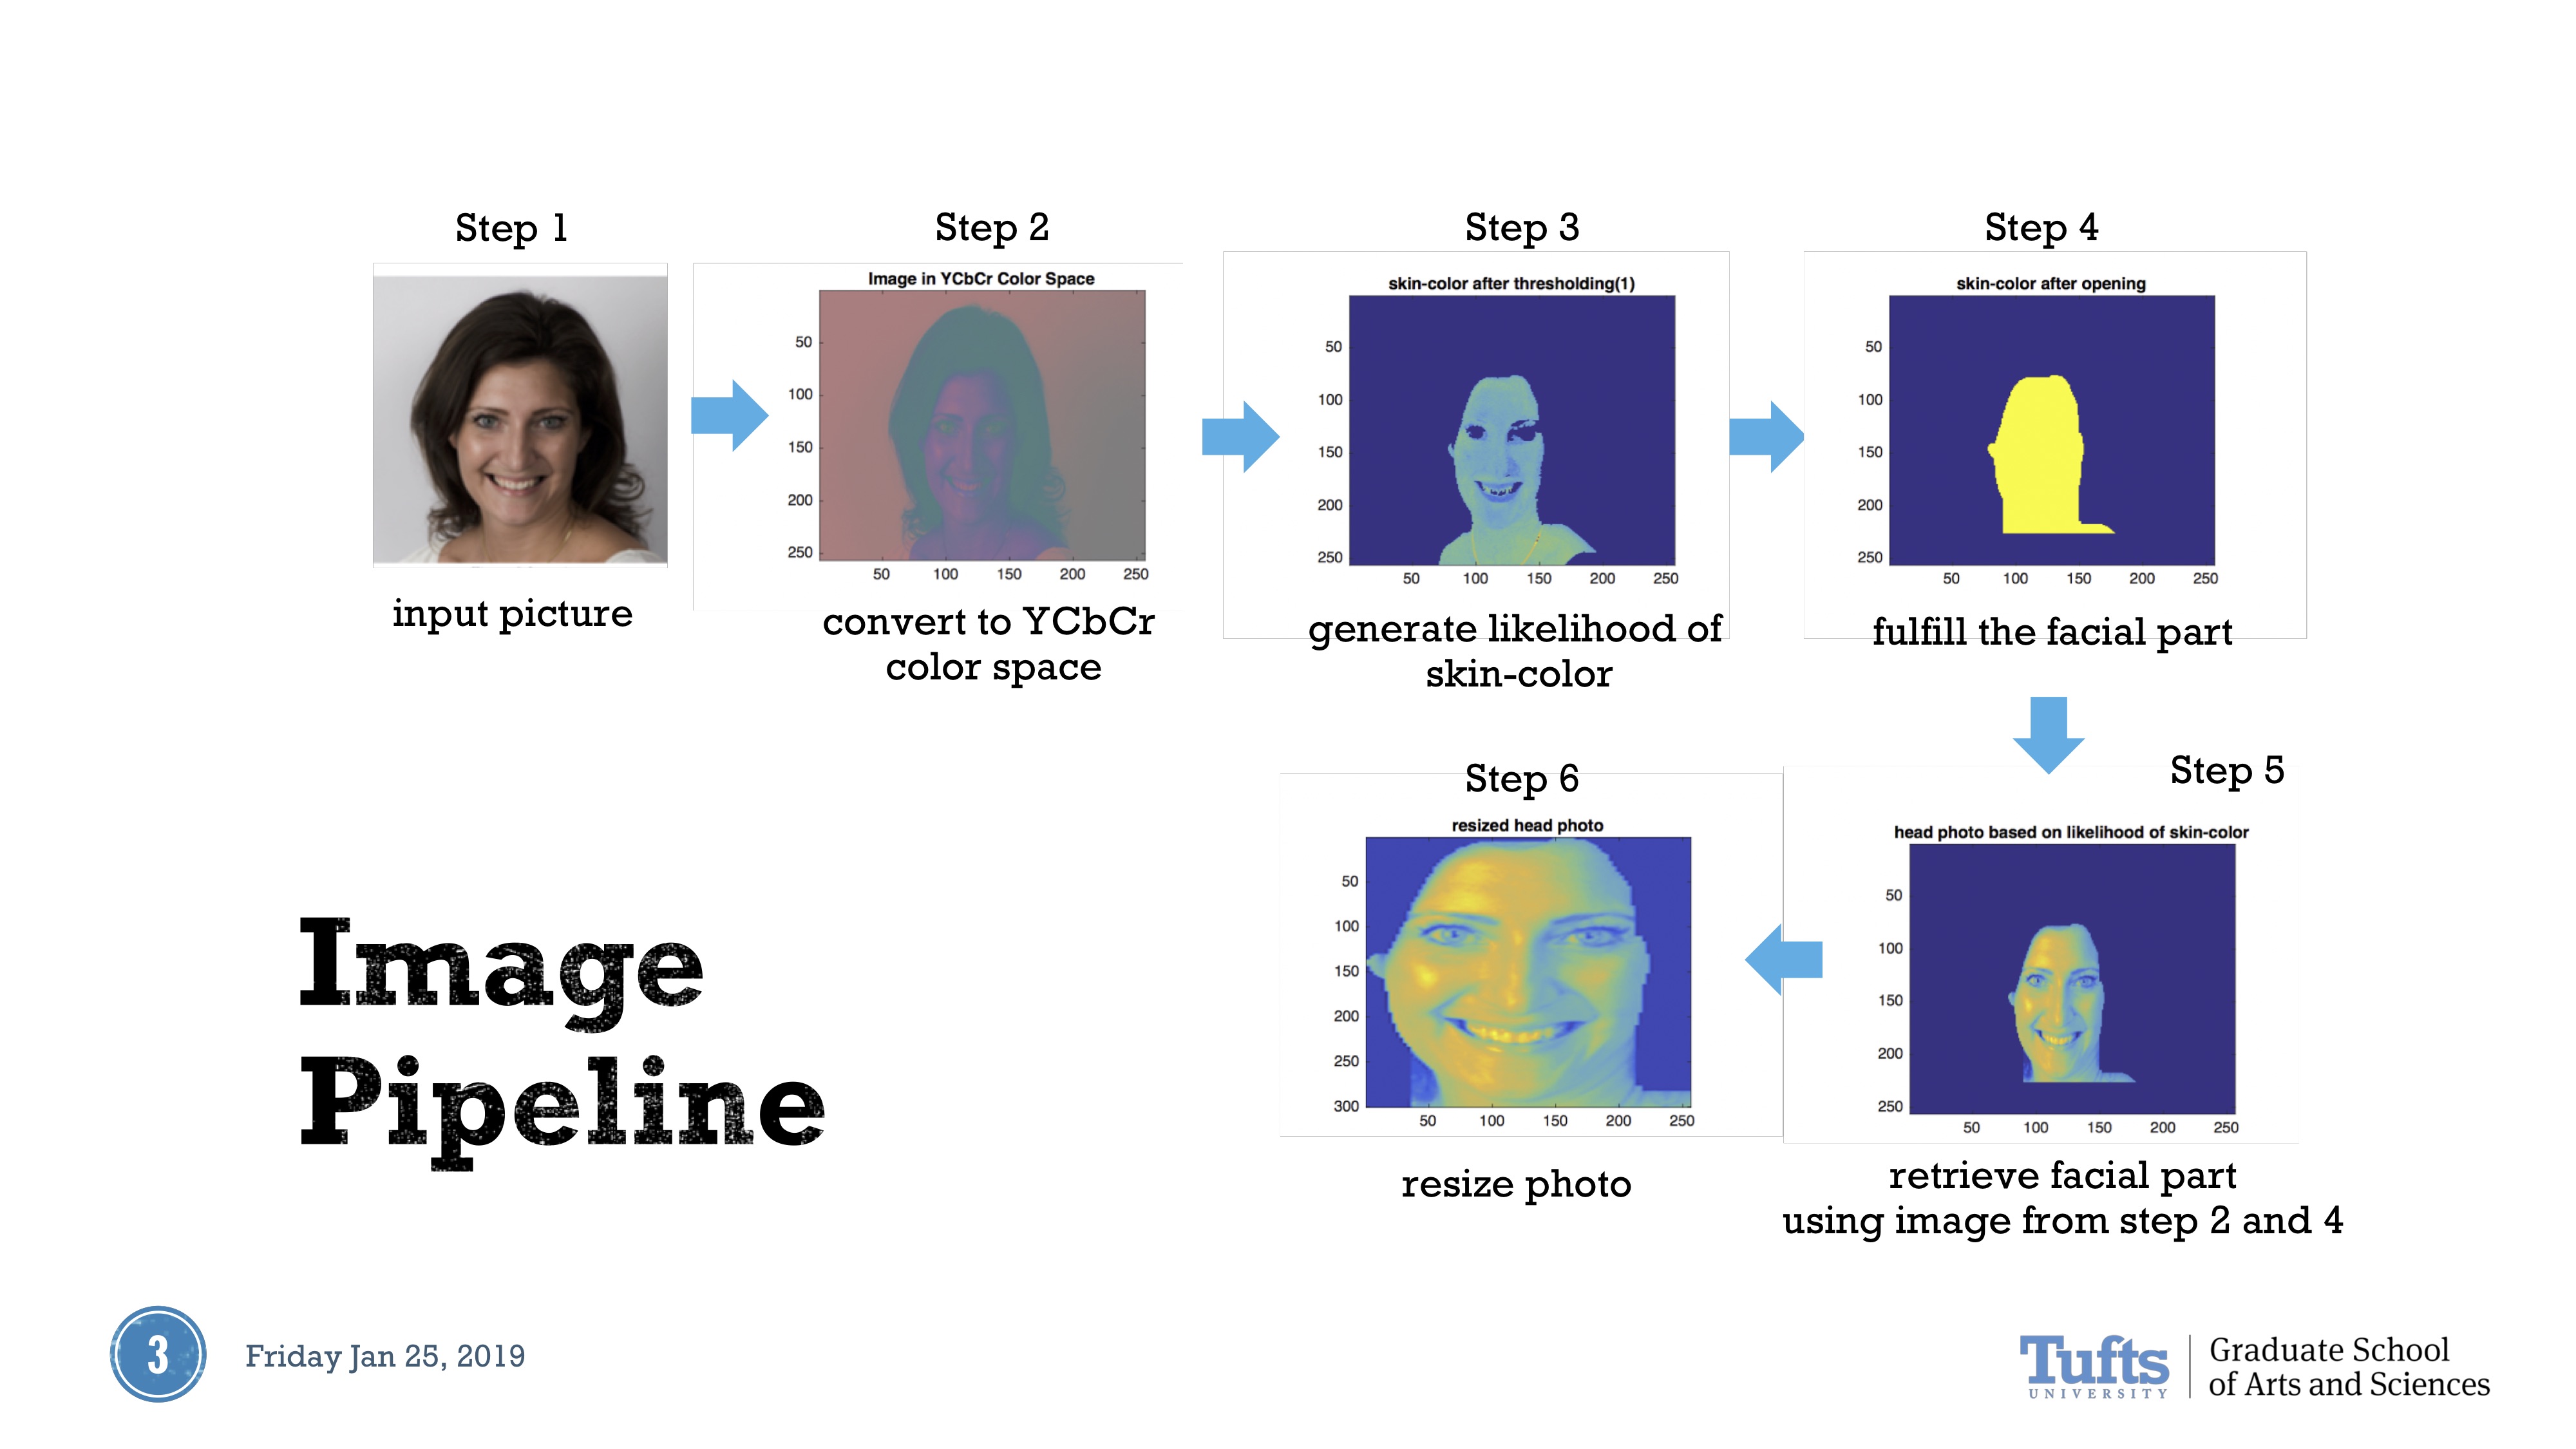 Step 1
Step 2
Step 3
Step 4
Image in YCbCr Color Space
50
100
150
200
250
50 100 150 200 250
skin-color after thresholding(1)
50
100
150
200
250
50 100 150 200 250
skin-color after opening
50
100
150
200
250
50 100 150 200 250
input picture
convert to YCbCr
color space
generate likelihood of
skin-color
fulfill the facial part
Step 5
head photo based on likelihood of skin-color
50
100
150
200
250
50 100 150 200 250
retrieve facial part
using image from step 2 and 4
Step 6
resized head photo
50
100
150
200
250
300
50 100 150 200 250
resize photo
Image
Pipeline
3
Friday Jan 25, 2019
Tufts
UNIVERSITY
Graduate School
of Arts and Sciences